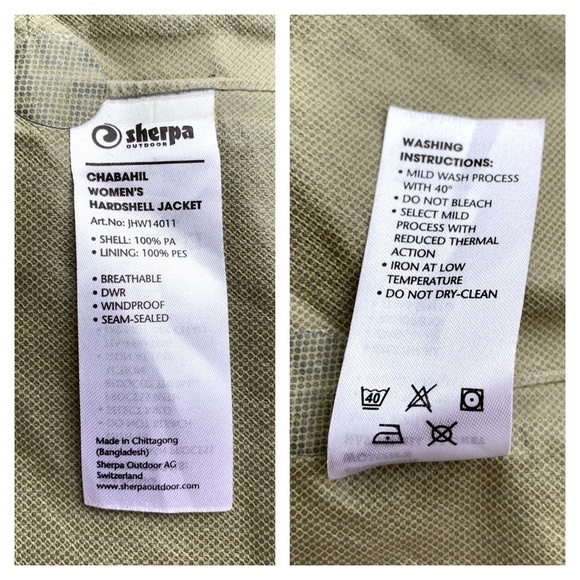 sherpa
OUTDOOR
CHABAHIL
WOMEN'S
HARDSHELL JACKET
Art.No: JHW14011
• SHELL: 100% PA
• LINING: 100% PES
• BREATHABLE
• DWR
• WINDPROOF
• SEAM-SEALED
Made in Chittagong
(Bangladesh)
Sherpa Outdoor AG
Switzerland
www.sherpaoutdoor.com
WASHING
INSTRUCTIONS:
• MILD WASH PROCESS
WITH 40°
• DO NOT BLEACH
• SELECT MILD
PROCESS WITH
REDUCED THERMAL
ACTION
• IRON AT LOW
TEMPERATURE
• DO NOT DRY-CLEAN
40